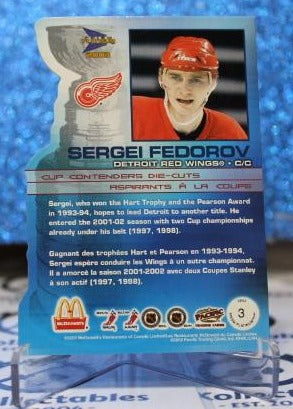 SERGEI FEDOROV
DETROIT RED WINGS® • C/C
CUP CONTENDERS DIE-CUTS
ASPIRANTS À LA COUPE
Sergei, who won the Hart Trophy and the Pearson Award
in 1993-94, hopes to lead Detroit to another title. He
entered the 2001-02 season with two Cup championships
already under his belt (1997, 1998).
Gagnant des trophées Hart et Pearson en 1993-1994,
Sergei espère conduire les Wings à un autre championnat.
Il a amorcé la saison 2001-2002 avec deux Coupes Stanley
à son actif (1997, 1998).
McDonald's
PACIFIC
3